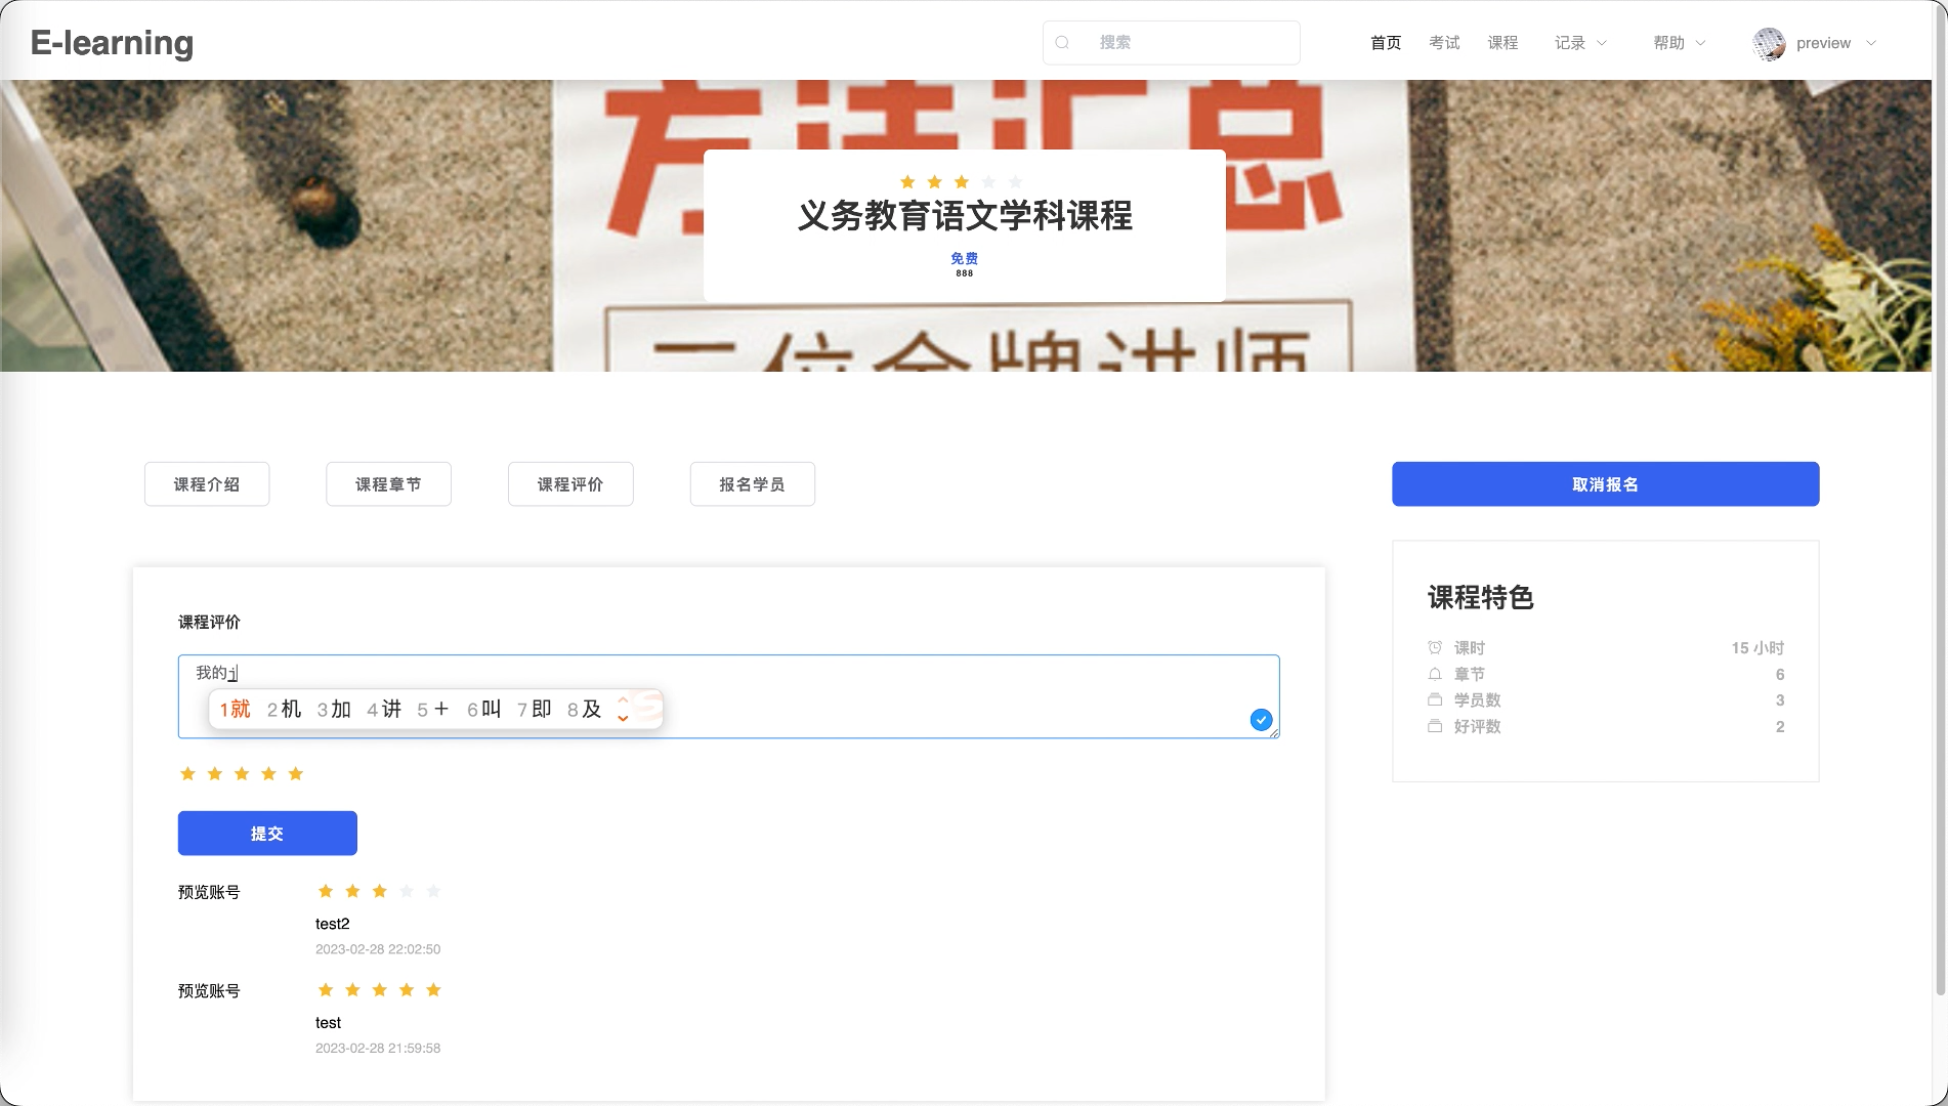 E-learning
搜索
首页 考试 课程 记录 帮助 preview
方法汇总
义务教育语文学科课程
免费
888
三位金牌讲师
课程介绍 课程章节 课程评价 报名学员
取消报名
课程评价
我的j
1就 2机 3加 4讲 5十 6叫 7即 8及
提交
预览账号
test2
2023-02-28 22:02:50
预览账号
test
2023-02-28 21:59:58
课程特色
课时 15 小时
章节 6
学员数 3
好评数 2